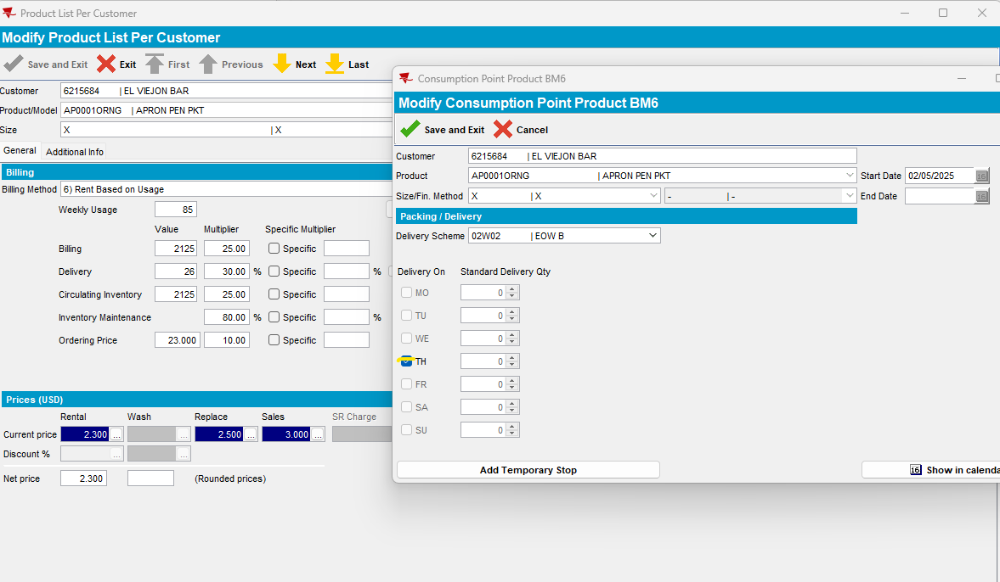 Product List Per Customer
Modify Product List Per Customer
Save and Exit Exit First Previous Next Last
Customer 6215684 | EL VIEJON BAR
Product/Model AP0001ORNG | APRON PEN PKT
Size X | X
General Additional Info
Billing
Billing Method 6) Rent Based on Usage
Weekly Usage 85
Value Multiplier Specific Multiplier
Billing 2125 25.00 Specific
Delivery 26 30.00 % Specific %
Circulating Inventory 2125 25.00 Specific
Inventory Maintenance 80.00 % Specific %
Ordering Price 23.000 10.00 Specific
Prices (USD)
Rental Wash Replace Sales SR Charge
Current price 2.300 ... ... 2.500 ... 3.000 ...
Discount % ... ...
Net price 2.300 (Rounded prices)
Consumption Point Product BM6
Modify Consumption Point Product BM6
Save and Exit Cancel
Customer 6215684 | EL VIEJON BAR
Product AP0001ORNG | APRON PEN PKT Start Date 02/05/2025 16
Size/Fin. Method X | X - | - End Date 16
Packing / Delivery
Delivery Scheme 02W02 | EOW B
Delivery On Standard Delivery Qty
MO 0
TU 0
WE 0
TH 0
FR 0
SA 0
SU 0
Add Temporary Stop 16 Show in calenda